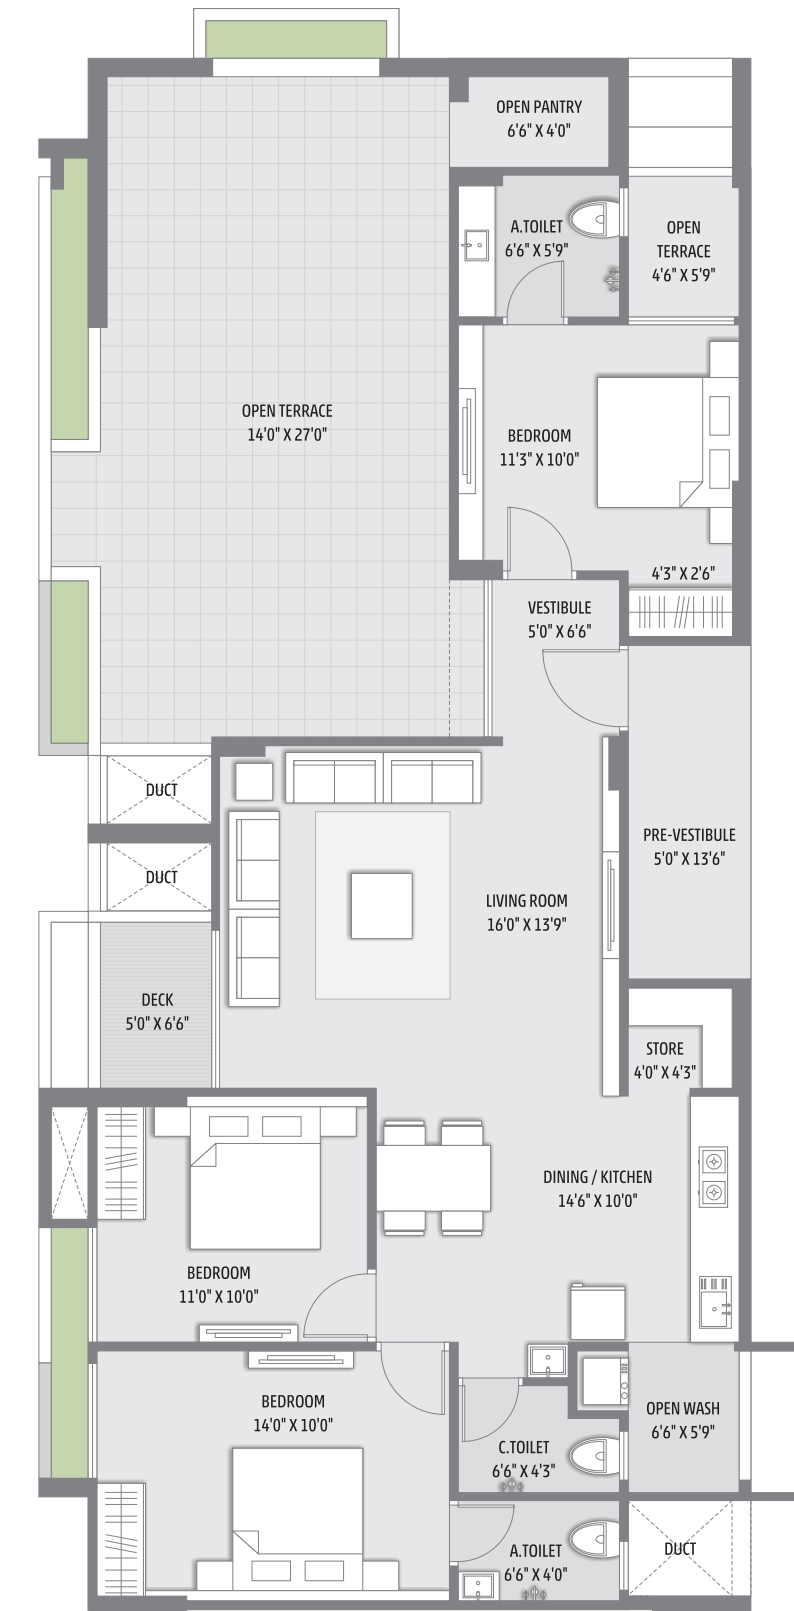 OPEN PANTRY
6'6" X 4'0"
A.TOILET
6'6" X 5'9"
OPEN
TERRACE
4'6" X 5'9"
OPEN TERRACE
14'0" X 27'0"
BEDROOM
11'3" X 10'0"
4'3" X 2'6"
VESTIBULE
5'0" X 6'6"
DUCT
PRE-VESTIBULE
5'0" X 13'6"
DUCT
LIVING ROOM
16'0" X 13'9"
DECK
5'0" X 6'6"
STORE
4'0" X 4'3"
DINING / KITCHEN
14'6" X 10'0"
BEDROOM
11'0" X 10'0"
BEDROOM
14'0" X 10'0"
OPEN WASH
6'6" X 5'9"
C.TOILET
6'6" X 4'3"
A.TOILET
6'6" X 4'0"
DUCT